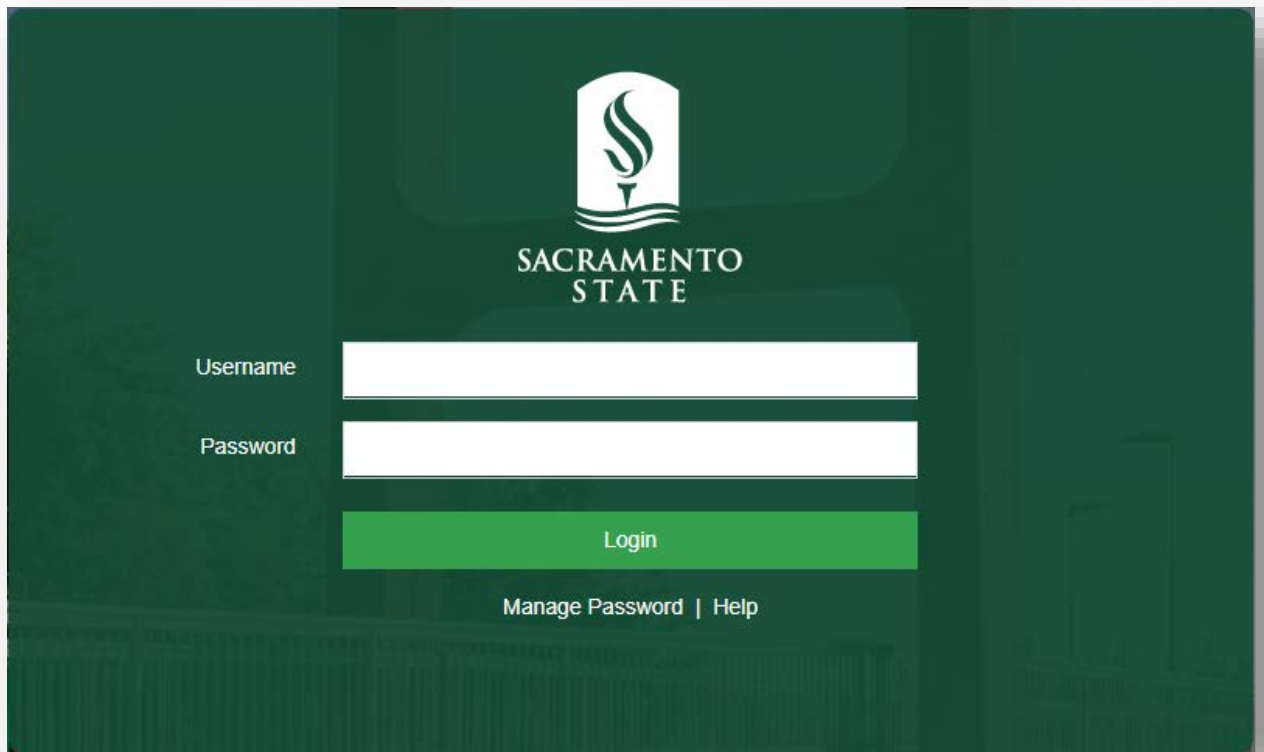 SACRAMENTO
STATE
Username
Password
Login
Manage Password | Help